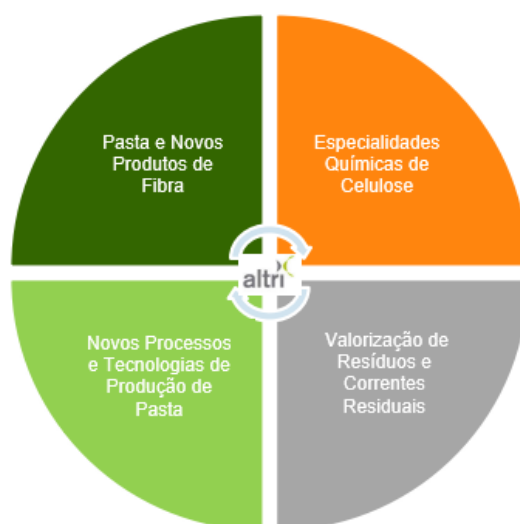 Pasta e Novos
Produtos de
Fibra
Especialidades
Químicas de
Celulose
altri
Novos Processos
e Tecnologias de
Produção de
Pasta
Valorização de
Resíduos e
Correntes
Residuais